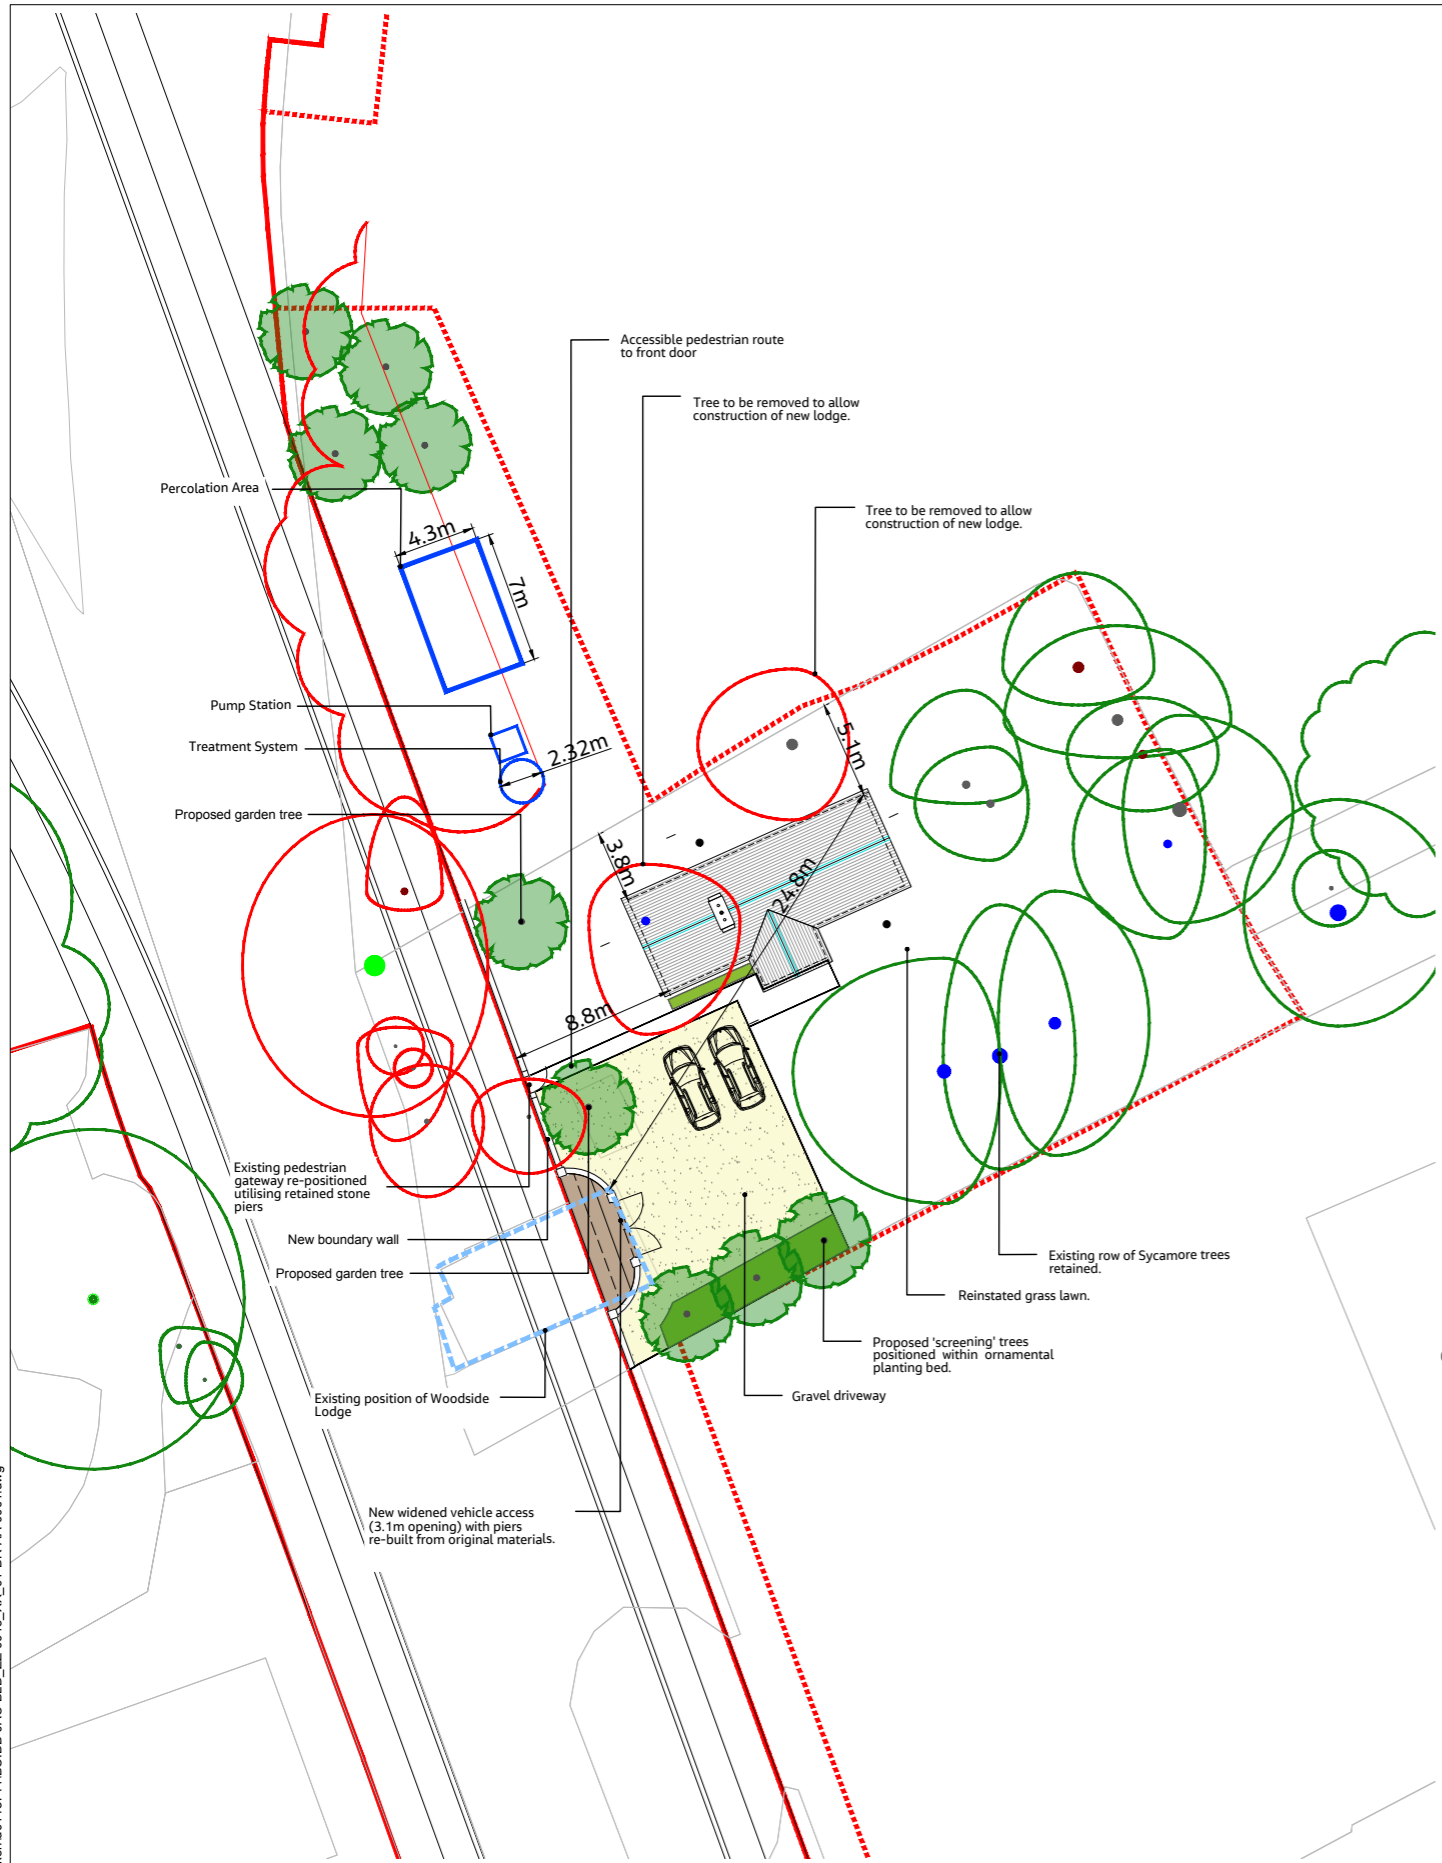 Accessible pedestrian route
to front door
Tree to be removed to allow
construction of new lodge.
Percolation Area
Tree to be removed to allow
construction of new lodge.
4.3m
7m
Pump Station
Treatment System
2.32m
5.1m
Proposed garden tree
3.8m
24.8m
8.8m
Existing pedestrian
gateway re-positioned
utilising retained stone
piers
New boundary wall
Proposed garden tree
Existing row of Sycamore trees
retained.
Reinstated grass lawn.
Proposed 'screening' trees
positioned within ornamental
planting bed.
Existing position of Woodside
Lodge
Gravel driveway
New widened vehicle access
(3.1m opening) with piers
re-built from original materials.